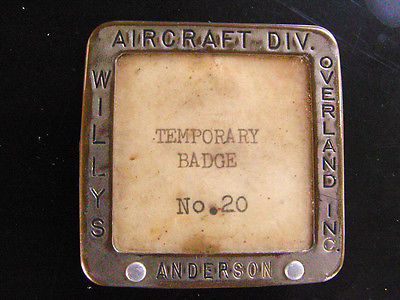 AIRCRAFT DIV.
WILLYS
OVERLAND INC
TEMPORARY
BADGE
No. 20
ANDERSON